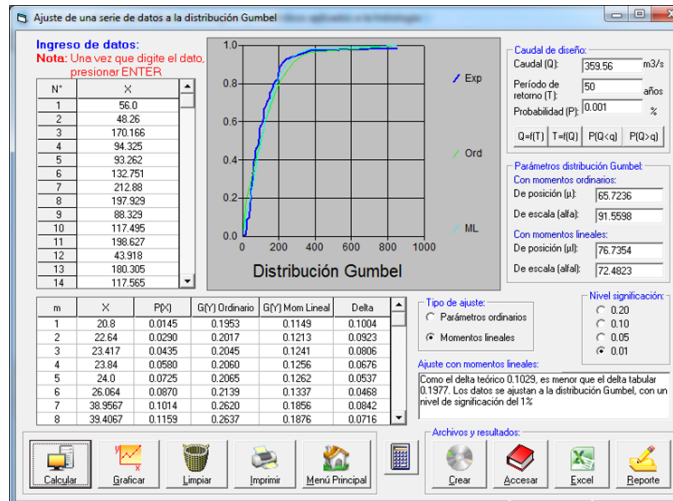 Ajuste de una serie de datos a la distribución Gumbel
Ingreso de datos:
Nota: Una vez que digite el dato,
presionar ENTER
N° X
1 56.0
2 48.26
3 170.166
4 94.325
5 93.262
6 132.751
7 212.88
8 197.929
9 88.329
10 117.495
11 198.627
12 43.918
13 180.305
14 117.565
1.0
0.8
0.6
0.4
0.2
0.0
0 200 400 600 800 1000
Exp
Ord
ML
Distribución Gumbel
Caudal de diseño:
Caudal (Q): 359.56 m3/s
Período de
retorno (T): 50 años
Probabilidad (P): 0.001 %
Q=f(T) T=f(Q) P(Q<q) P(Q>q)
Parámetros distribución Gumbel:
Con momentos ordinarios:
De posición (µ): 65.7236
De escala (alfa): 91.5598
Con momentos lineales:
De posición (µl): 76.7354
De escala (alfal): 72.4823
m X P(X) G(Y) Ordinario G(Y) Mom Lineal Delta
1 20.8 0.0145 0.1953 0.1149 0.1004
2 22.64 0.0290 0.2017 0.1213 0.0923
3 23.417 0.0435 0.2045 0.1241 0.0806
4 23.84 0.0580 0.2060 0.1256 0.0676
5 24.0 0.0725 0.2065 0.1262 0.0537
6 26.064 0.0870 0.2139 0.1337 0.0468
7 38.9567 0.1014 0.2620 0.1856 0.0842
8 39.4067 0.1159 0.2637 0.1876 0.0716
Tipo de ajuste:
Parámetros ordinarios
Momentos lineales
Nivel significación:
0.20
0.10
0.05
0.01
Ajuste con momentos lineales:
Como el delta teórico 0.1029, es menor que el delta tabular
0.1977. Los datos se ajustan a la distribución Gumbel, con un
nivel de significación del 1%
Calcular Graficar Limpiar Imprimir Menú Principal
Archivos y resultados:
Crear Accesar Excel Reporte